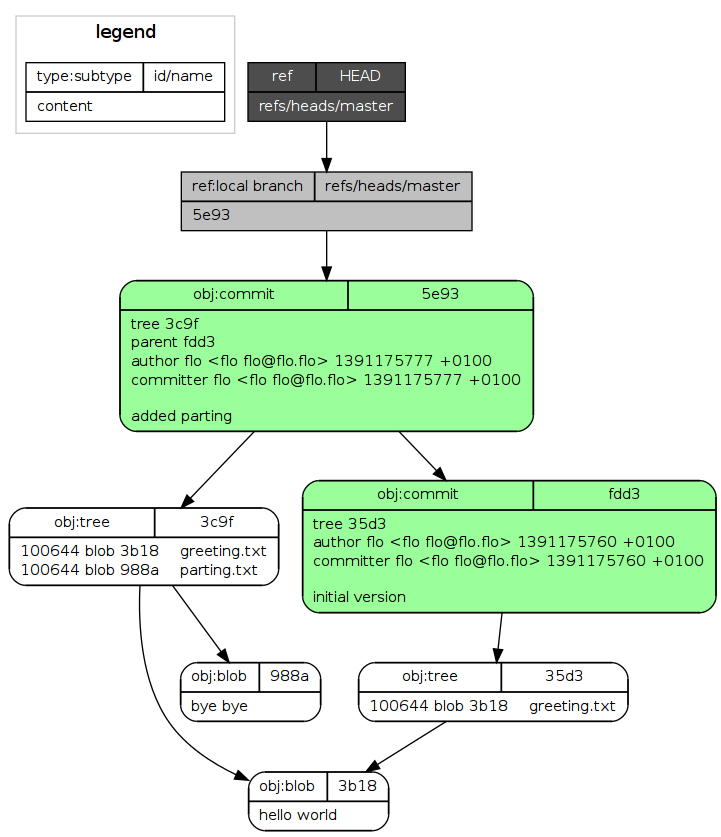 legend
type:subtype id/name
content
ref HEAD
refs/heads/master
ref:local branch refs/heads/master
5e93
obj:commit 5e93
tree 3c9f
parent fdd3
author flo <flo flo@flo.flo> 1391175777 +0100
committer flo <flo flo@flo.flo> 1391175777 +0100
added parting
obj:tree 3c9f
100644 blob 3b18 greeting.txt
100644 blob 988a parting.txt
obj:commit fdd3
tree 35d3
author flo <flo flo@flo.flo> 1391175760 +0100
committer flo <flo flo@flo.flo> 1391175760 +0100
initial version
obj:blob 988a
bye bye
obj:tree 35d3
100644 blob 3b18 greeting.txt
obj:blob 3b18
hello world